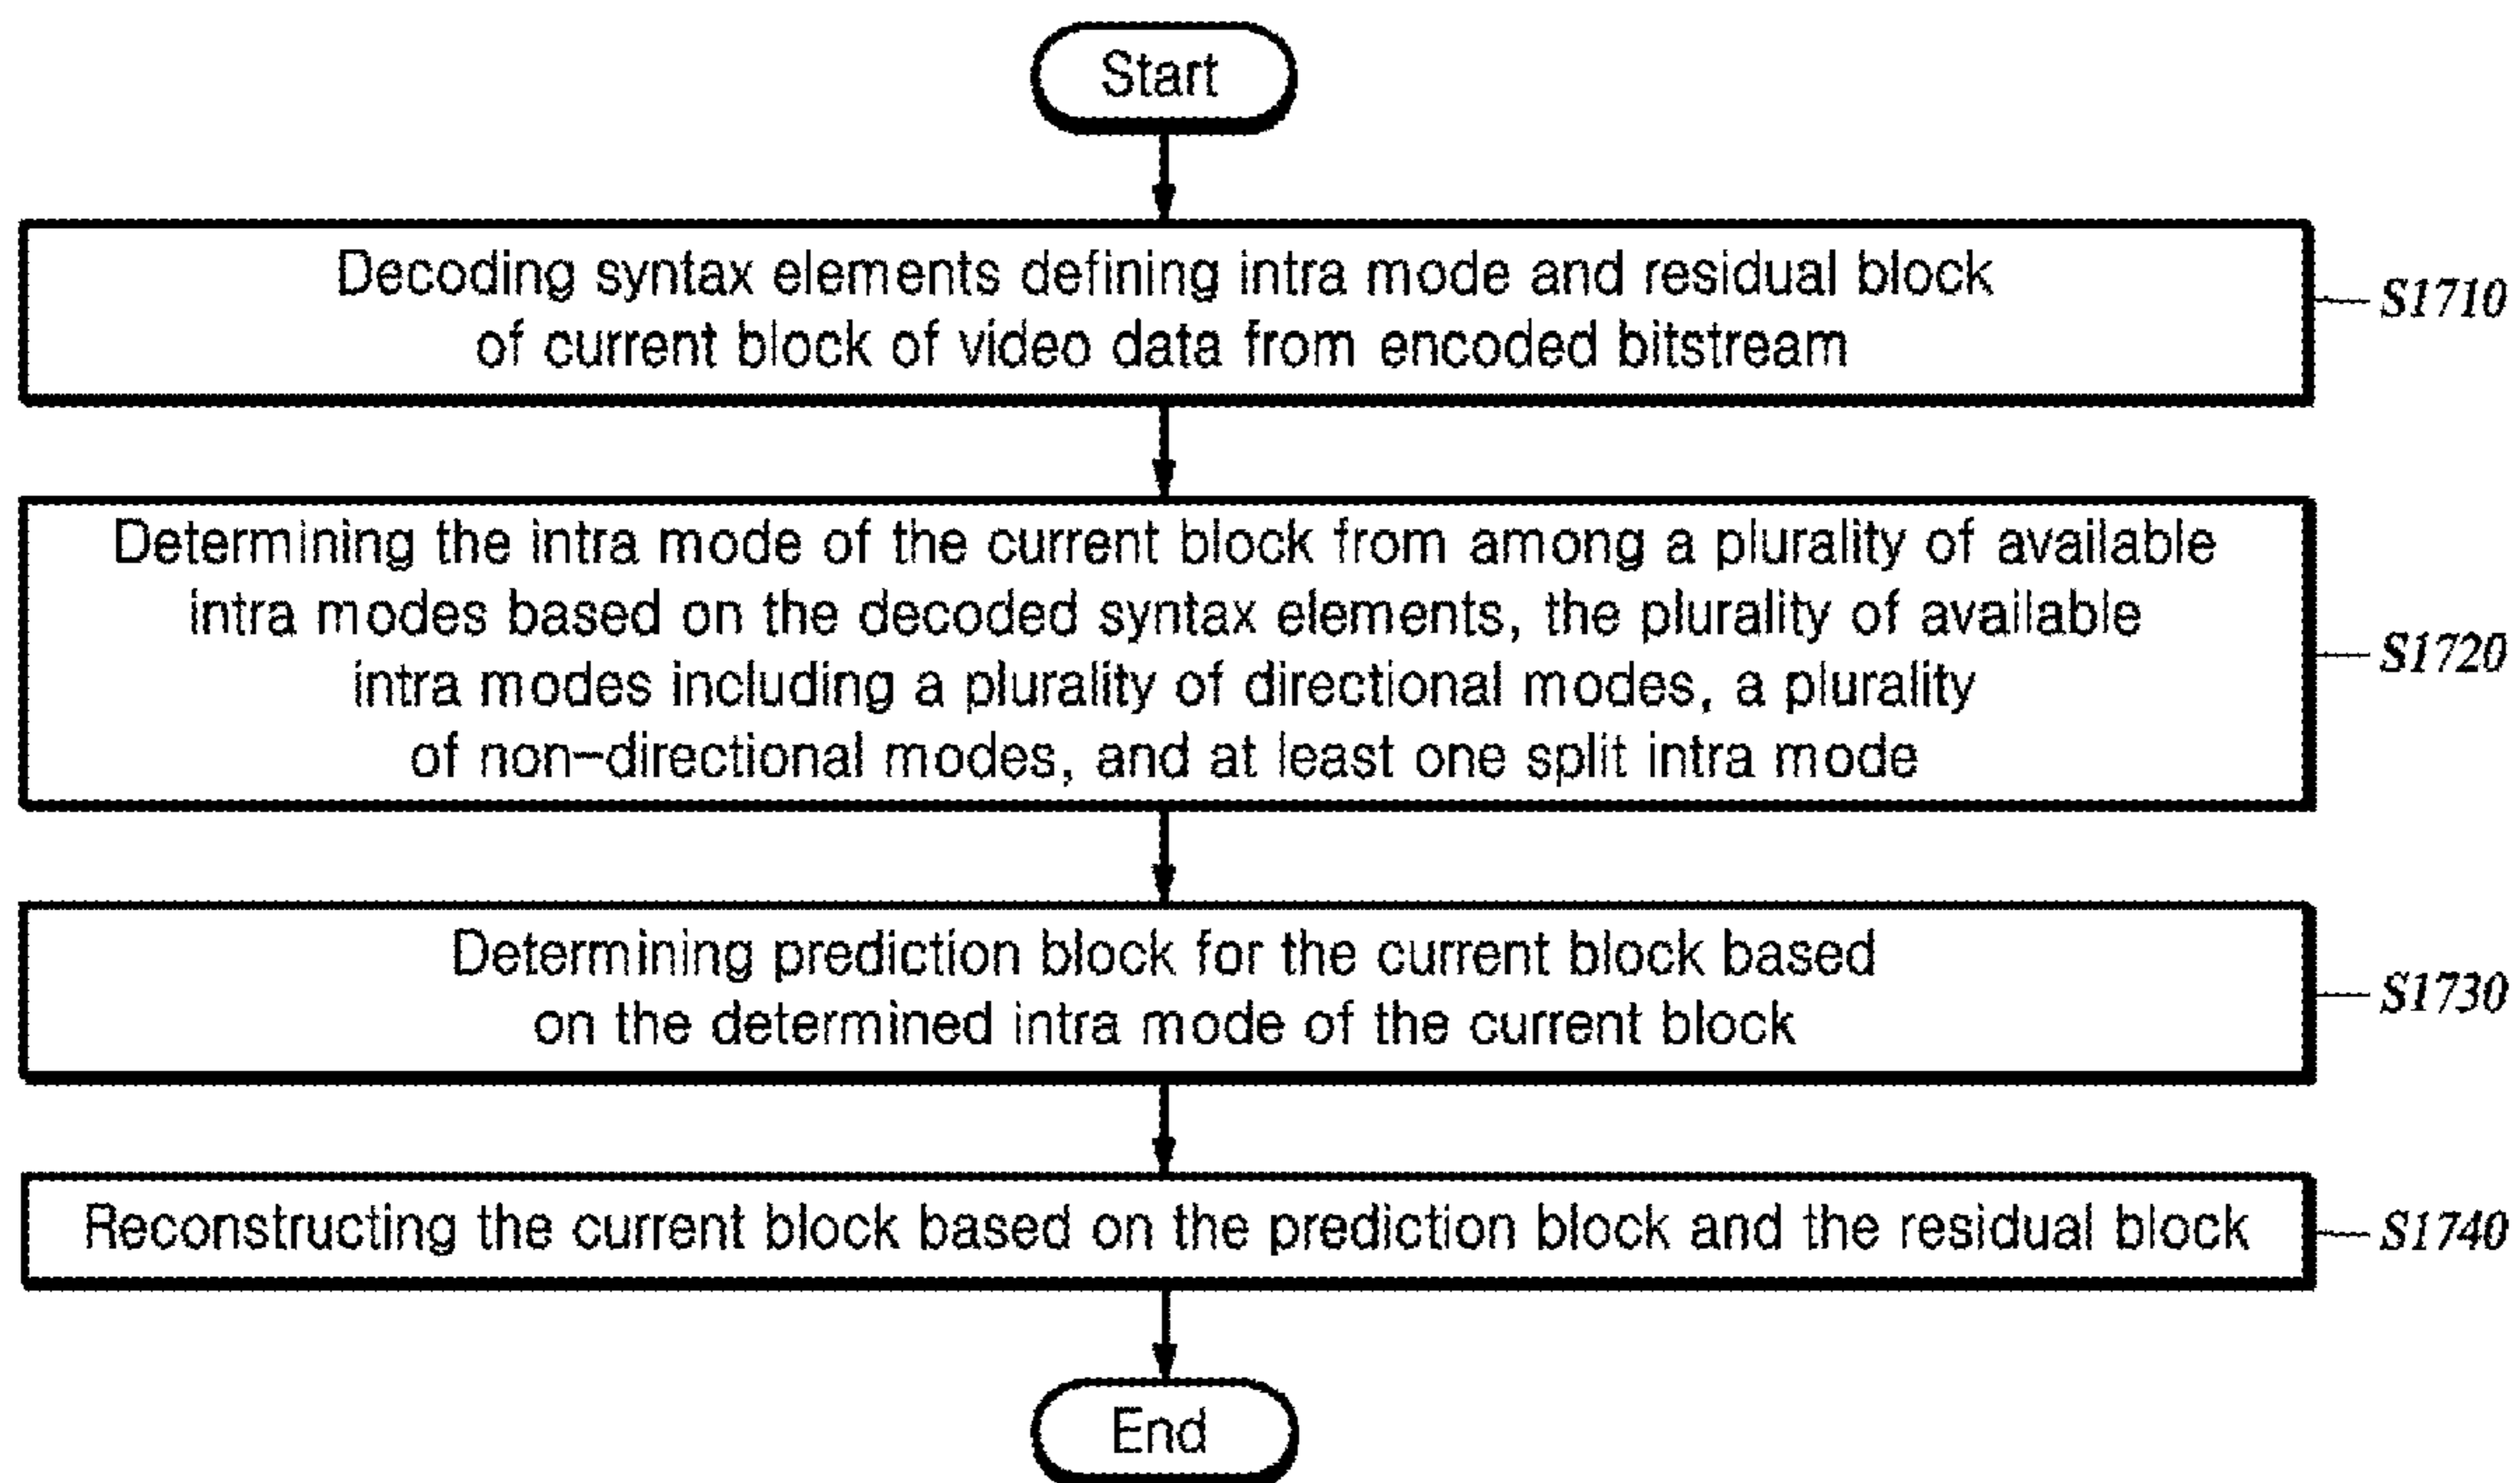 Start
Decoding syntax elements defining intra mode and residual block
of current block of video data from encoded bitstream
S1710
Determining the intra mode of the current block from among a plurality of available
intra modes based on the decoded syntax elements, the plurality of available
intra modes including a plurality of directional modes, a plurality
of non-directional modes, and at least one split intra mode
S1720
Determining prediction block for the current block based
on the determined intra mode of the current block
S1730
Reconstructing the current block based on the prediction block and the residual block
S1740
End